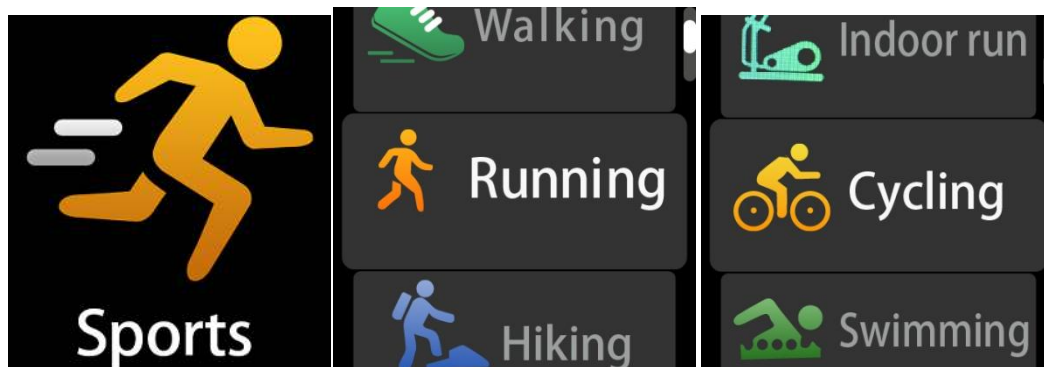 Sports
Walking
Running
Hiking
Indoor run
Cycling
Swimming